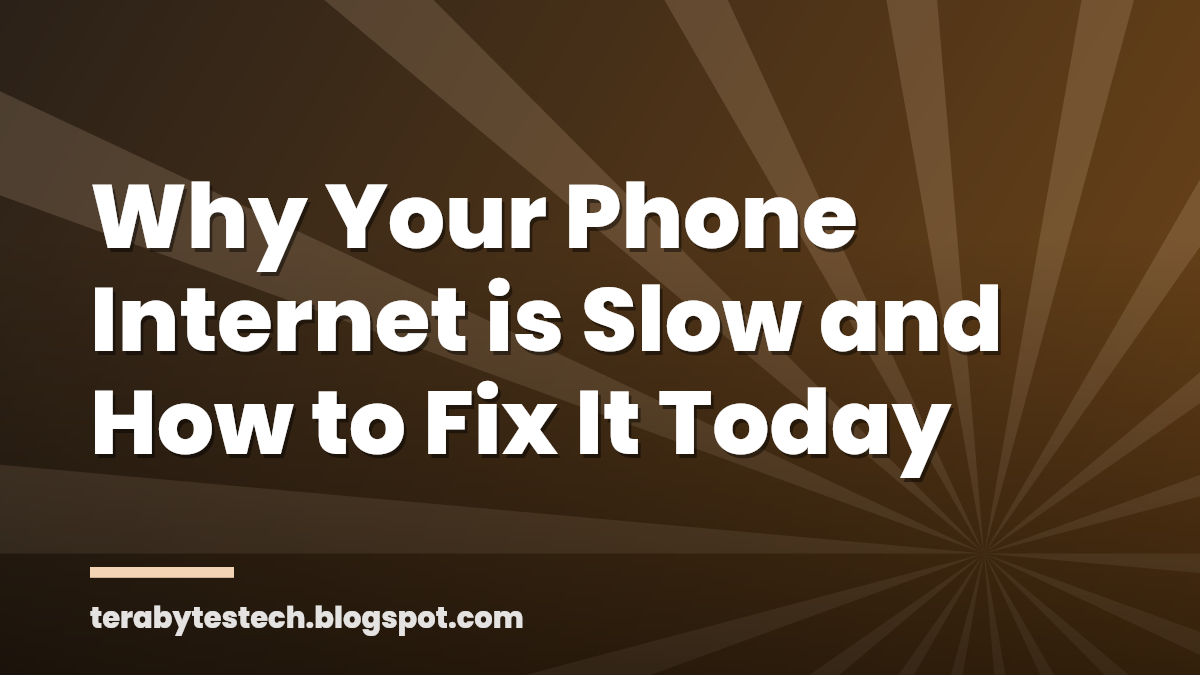 Why Your Phone
Internet is Slow and
How to Fix It Today
terabytestech.blogspot.com